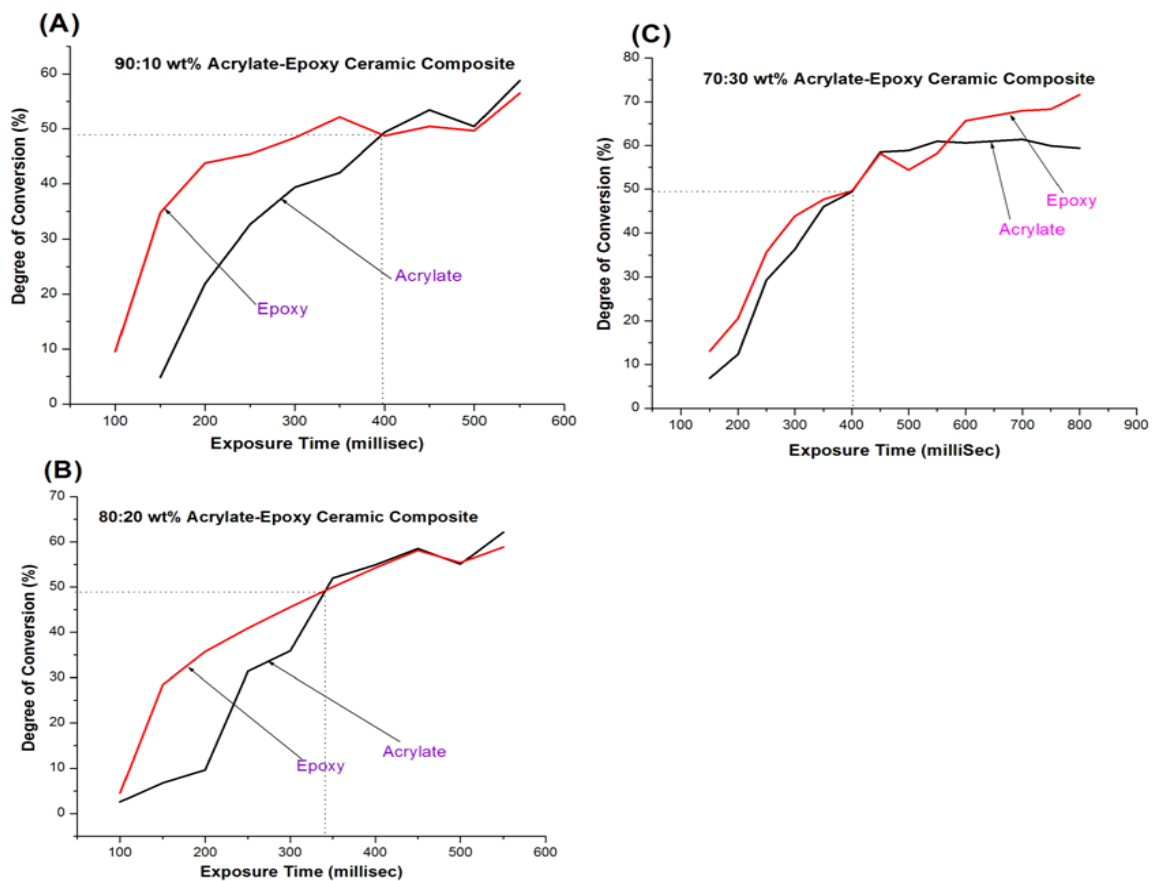 (A)
90:10 wt% Acrylate-Epoxy Ceramic Composite
Degree of Conversion (%)
60
50
40
30
20
10
0
Acrylate
Epoxy
100 200 300 400 500 600
Exposure Time (millisec)
(B)
80:20 wt% Acrylate-Epoxy Ceramic Composite
Degree of Conversion (%)
70
60
50
40
30
20
10
0
Acrylate
Epoxy
100 200 300 400 500 600
Exposure Time (millisec)
(C)
70:30 wt% Acrylate-Epoxy Ceramic Composite
Degree of Conversion (%)
80
70
60
50
40
30
20
10
0
Epoxy
Acrylate
100 200 300 400 500 600 700 800 900
Exposure Time (milliSec)